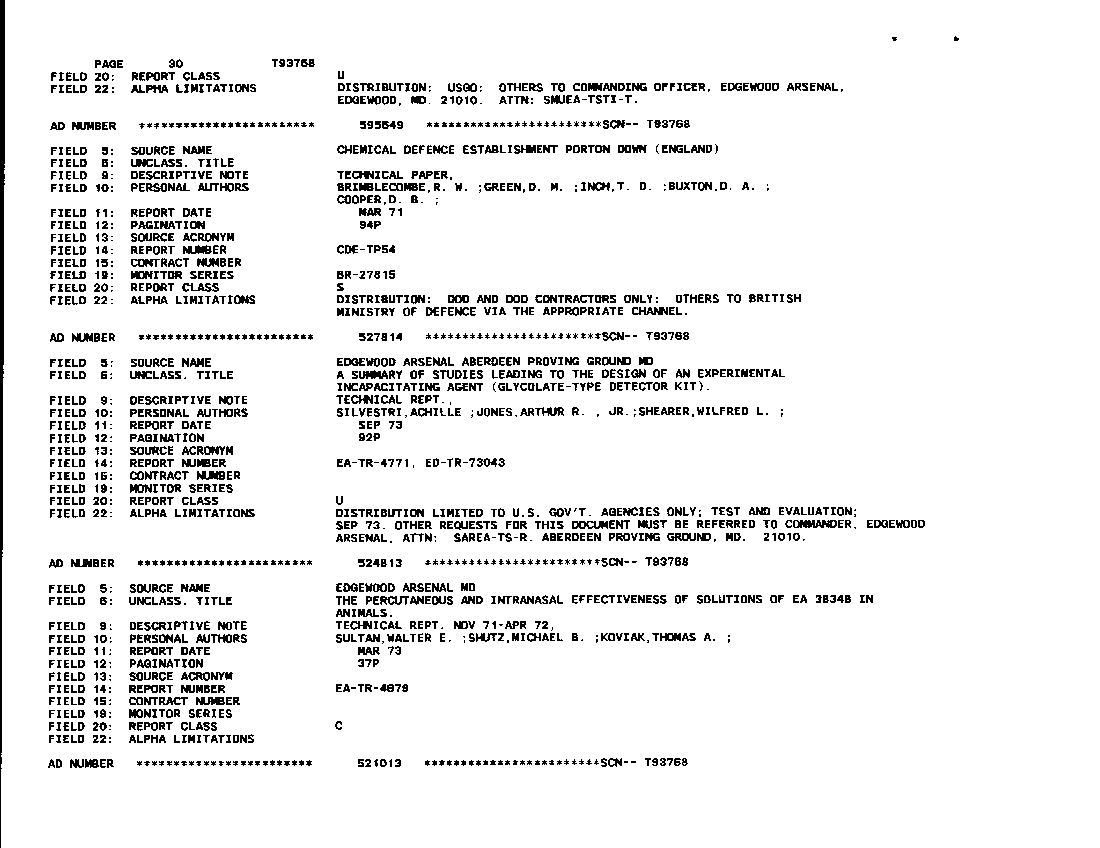 PAGE 30 T93768
FIELD 20: REPORT CLASS U
FIELD 22: ALPHA LIMITATIONS DISTRIBUTION: USGO: OTHERS TO COMMANDING OFFICER, EDGEWOOD ARSENAL,
EDGEWOOD, MD. 21010. ATTN: SMUEA-TSTI-T.
AD NUMBER ************************ 595649 ************************SCN-- T93768
FIELD 5: SOURCE NAME CHEMICAL DEFENCE ESTABLISHMENT PORTON DOWN (ENGLAND)
FIELD 6: UNCLASS. TITLE
FIELD 9: DESCRIPTIVE NOTE TECHNICAL PAPER,
FIELD 10: PERSONAL AUTHORS BRIMBLECOMBE,R. W. ;GREEN,D. M. ;INCH,T. D. ;BUXTON,D. A. ;
COOPER,D. B. ;
FIELD 11: REPORT DATE MAR 71
FIELD 12: PAGINATION 94P
FIELD 13: SOURCE ACRONYM
FIELD 14: REPORT NUMBER CDE-TP54
FIELD 15: CONTRACT NUMBER
FIELD 19: MONITOR SERIES BR-27815
FIELD 20: REPORT CLASS S
FIELD 22: ALPHA LIMITATIONS DISTRIBUTION: DOD AND DOD CONTRACTORS ONLY: OTHERS TO BRITISH
MINISTRY OF DEFENCE VIA THE APPROPRIATE CHANNEL.
AD NUMBER ************************ 527814 ************************SCN-- T93768
FIELD 5: SOURCE NAME EDGEWOOD ARSENAL ABERDEEN PROVING GROUND MD
FIELD 6: UNCLASS. TITLE A SUMMARY OF STUDIES LEADING TO THE DESIGN OF AN EXPERIMENTAL
INCAPACITATING AGENT (GLYCOLATE-TYPE DETECTOR KIT).
FIELD 9: DESCRIPTIVE NOTE TECHNICAL REPT.,
FIELD 10: PERSONAL AUTHORS SILVESTRI,ACHILLE ;JONES,ARTHUR R. , JR.;SHEARER,WILFRED L. ;
FIELD 11: REPORT DATE SEP 73
FIELD 12: PAGINATION 92P
FIELD 13: SOURCE ACRONYM
FIELD 14: REPORT NUMBER EA-TR-4771, ED-TR-73043
FIELD 15: CONTRACT NUMBER
FIELD 19: MONITOR SERIES
FIELD 20: REPORT CLASS U
FIELD 22: ALPHA LIMITATIONS DISTRIBUTION LIMITED TO U.S. GOV'T. AGENCIES ONLY; TEST AND EVALUATION;
SEP 73. OTHER REQUESTS FOR THIS DOCUMENT MUST BE REFERRED TO COMMANDER, EDGEWOOD
ARSENAL, ATTN: SAREA-TS-R. ABERDEEN PROVING GROUND, MD. 21010.
AD NUMBER ************************ 524813 ************************SCN-- T93768
FIELD 5: SOURCE NAME EDGEWOOD ARSENAL MD
FIELD 6: UNCLASS. TITLE THE PERCUTANEOUS AND INTRANASAL EFFECTIVENESS OF SOLUTIONS OF EA 3834B IN
ANIMALS.
FIELD 9: DESCRIPTIVE NOTE TECHNICAL REPT. NOV 71-APR 72,
FIELD 10: PERSONAL AUTHORS SULTAN,WALTER E. ;SHUTZ,MICHAEL B. ;KOVIAK,THOMAS A. ;
FIELD 11: REPORT DATE MAR 73
FIELD 12: PAGINATION 37P
FIELD 13: SOURCE ACRONYM
FIELD 14: REPORT NUMBER EA-TR-4679
FIELD 15: CONTRACT NUMBER
FIELD 19: MONITOR SERIES
FIELD 20: REPORT CLASS C
FIELD 22: ALPHA LIMITATIONS
AD NUMBER ************************ 521013 ************************SCN-- T93768